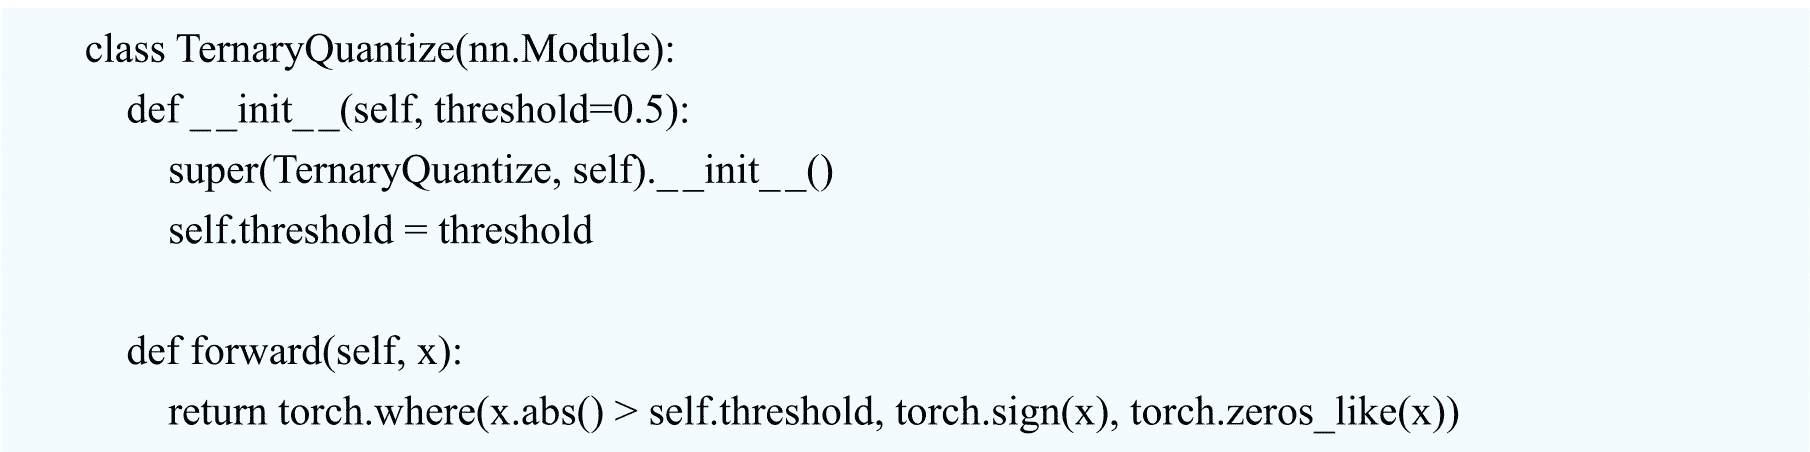 class TernaryQuantize(nn.Module):
def __init__(self, threshold=0.5):
super(TernaryQuantize, self).__init__()
self.threshold = threshold
def forward(self, x):
return torch.where(x.abs() > self.threshold, torch.sign(x), torch.zeros_like(x))